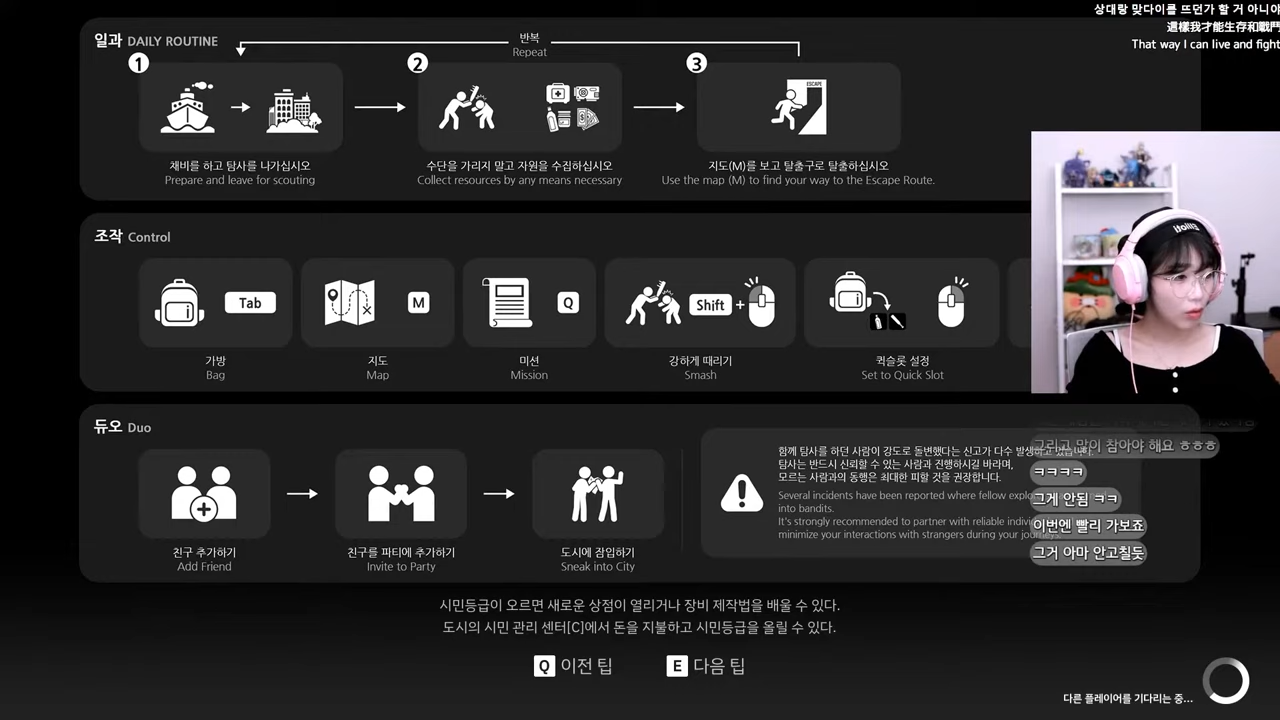 상대랑 맞다이를 뜨던가 할 거 아니야
這樣我才能生存和戰鬥
That way I can live and fight
일과 DAILY ROUTINE
반복
Repeat
1
2
3
ESCAPE
채비를 하고 탐사를 나가십시오
Prepare and leave for scouting
수단을 가리지 말고 자원을 수집하십시오
Collect resources by any means necessary
지도(M)를 보고 탈출구로 탈출하십시오
Use the map (M) to find your way to the Escape Route.
조작 Control
Tab
M
Q
Shift +
가방
Bag
지도
Map
미션
Mission
강하게 때리기
Smash
퀵슬롯 설정
Set to Quick Slot
듀오 Duo
친구 추가하기
Add Friend
친구를 파티에 추가하기
Invite to Party
도시에 잠입하기
Sneak into City
함께 탐사를 하던 사람이 강도로 돌변했다는 신고가 다수 발생하고 있습니다.
탐사는 반드시 신뢰할 수 있는 사람과 진행하시길 바라며,
모르는 사람과의 동행은 최대한 피할 것을 권장합니다.
Several incidents have been reported where fellow explo
into bandits.
It's strongly recommended to partner with reliable indivi
minimize your interactions with strangers during your journeys.
그리고 많이 참아야 해요 ㅎㅎㅎ
ㅋㅋㅋㅋ
그게 안됨 ㅋㅋ
이번엔 빨리 가보죠
그거 아마 안고칠듯
시민등급이 오르면 새로운 상점이 열리거나 장비 제작법을 배울 수 있다.
도시의 시민 관리 센터[C]에서 돈을 지불하고 시민등급을 올릴 수 있다.
Q 이전 팁
E 다음 팁
다른 플레이어를 기다리는 중...